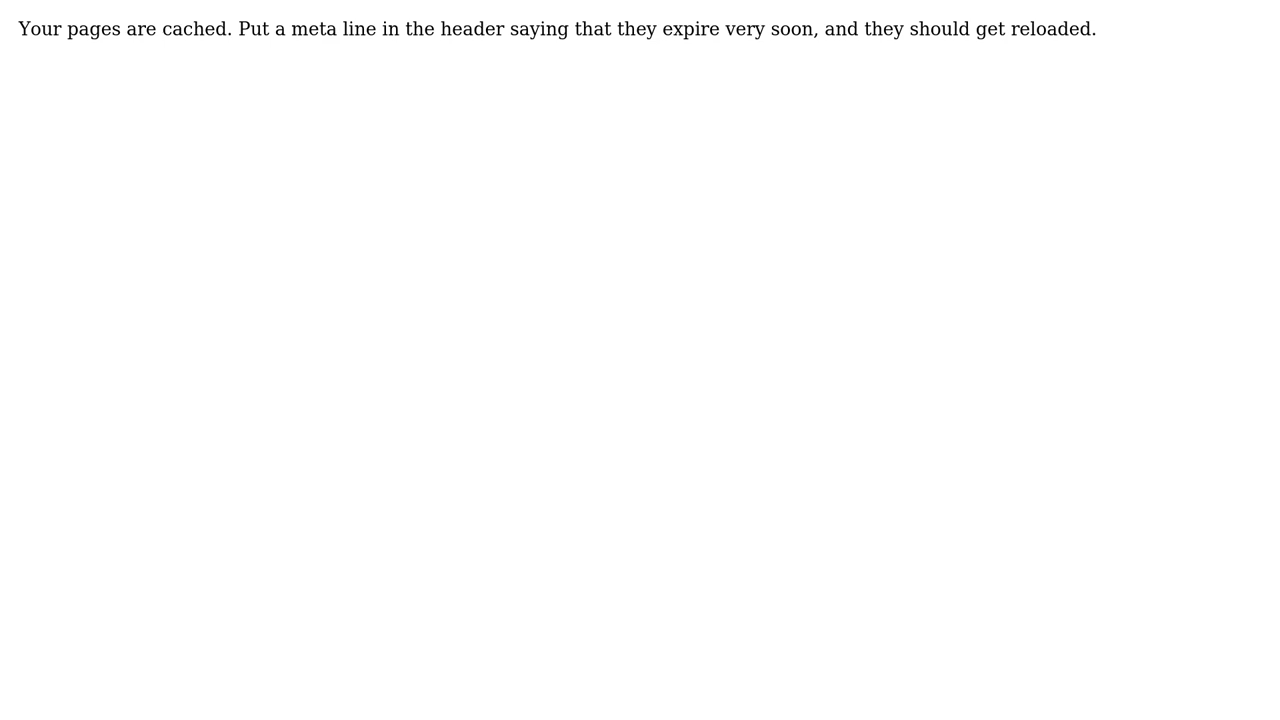 Your pages are cached. Put a meta line in the header saying that they expire very soon, and they should get reloaded.